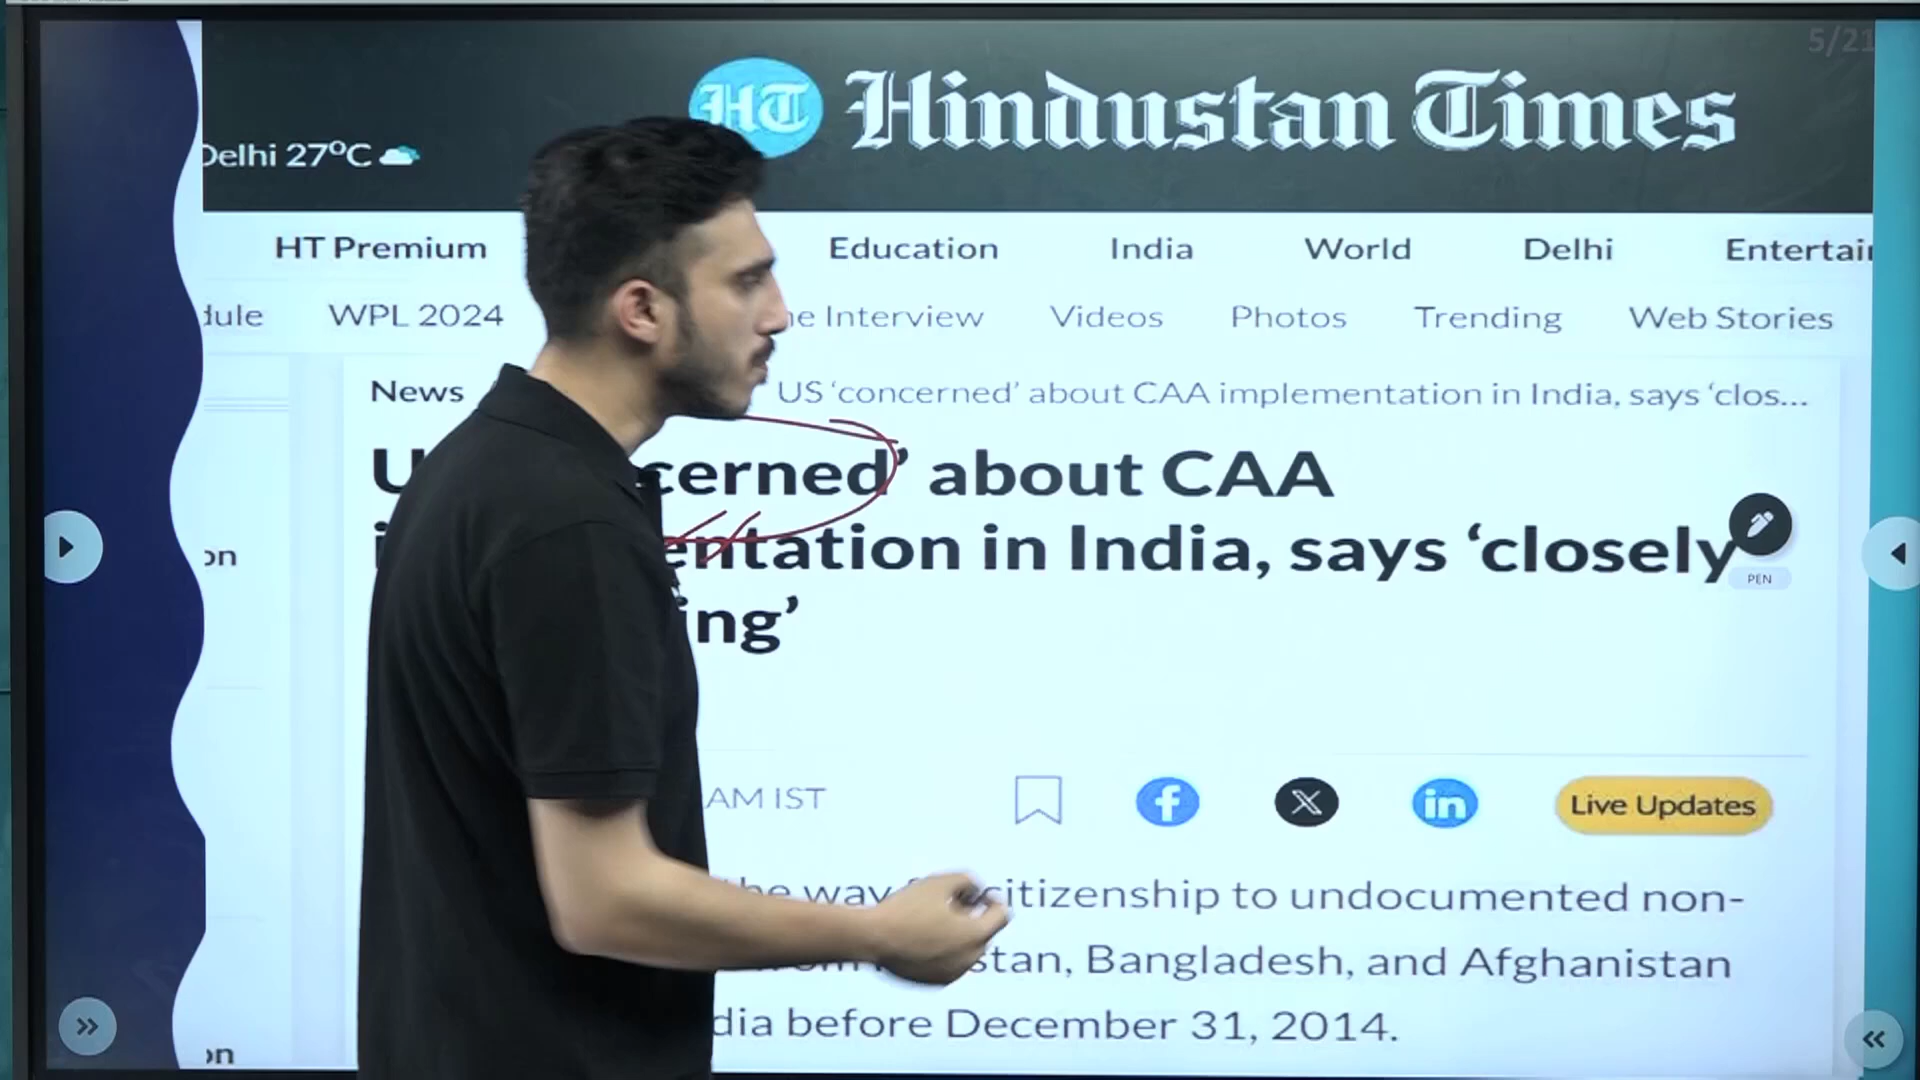 5/21
HT Hindustan Times
Delhi 27°C
HT Premium Education India World Delhi Entertain
WPL 2024 Interview Videos Photos Trending Web Stories
News US ‘concerned’ about CAA implementation in India, says ‘clos...
cerned’ about CAA
entation in India, says ‘closely
ing’
on
PEN
AM IST
X
in
Live Updates
way citizenship to undocumented non-
stan, Bangladesh, and Afghanistan
dia before December 31, 2014.
on